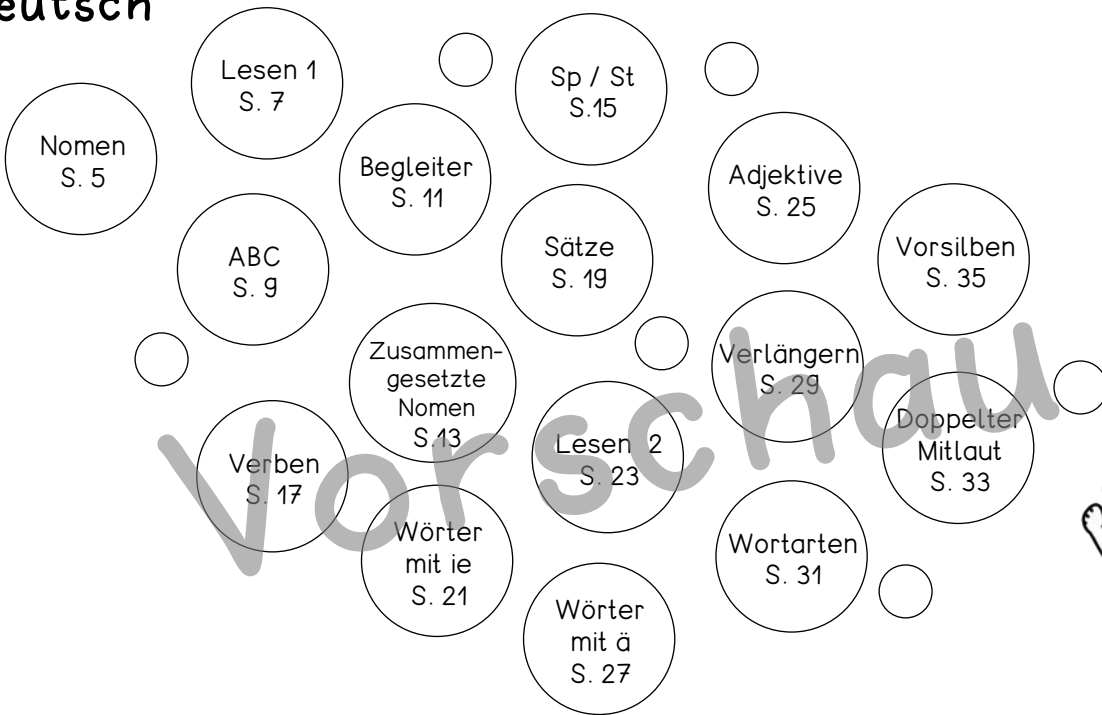 eutsch
Nomen
S. 5
Lesen 1
S. 7
ABC
S. 9
Begleiter
S. 11
Zusammen-
gesetzte
Nomen
S.13
Sp / St
S.15
Verben
S. 17
Sätze
S. 19
Wörter
mit ie
S. 21
Lesen 2
S. 23
Adjektive
S. 25
Wörter
mit ä
S. 27
Verlängern
S. 29
Wortarten
S. 31
Doppelter
Mitlaut
S. 33
Vorsilben
S. 35
Vorschau